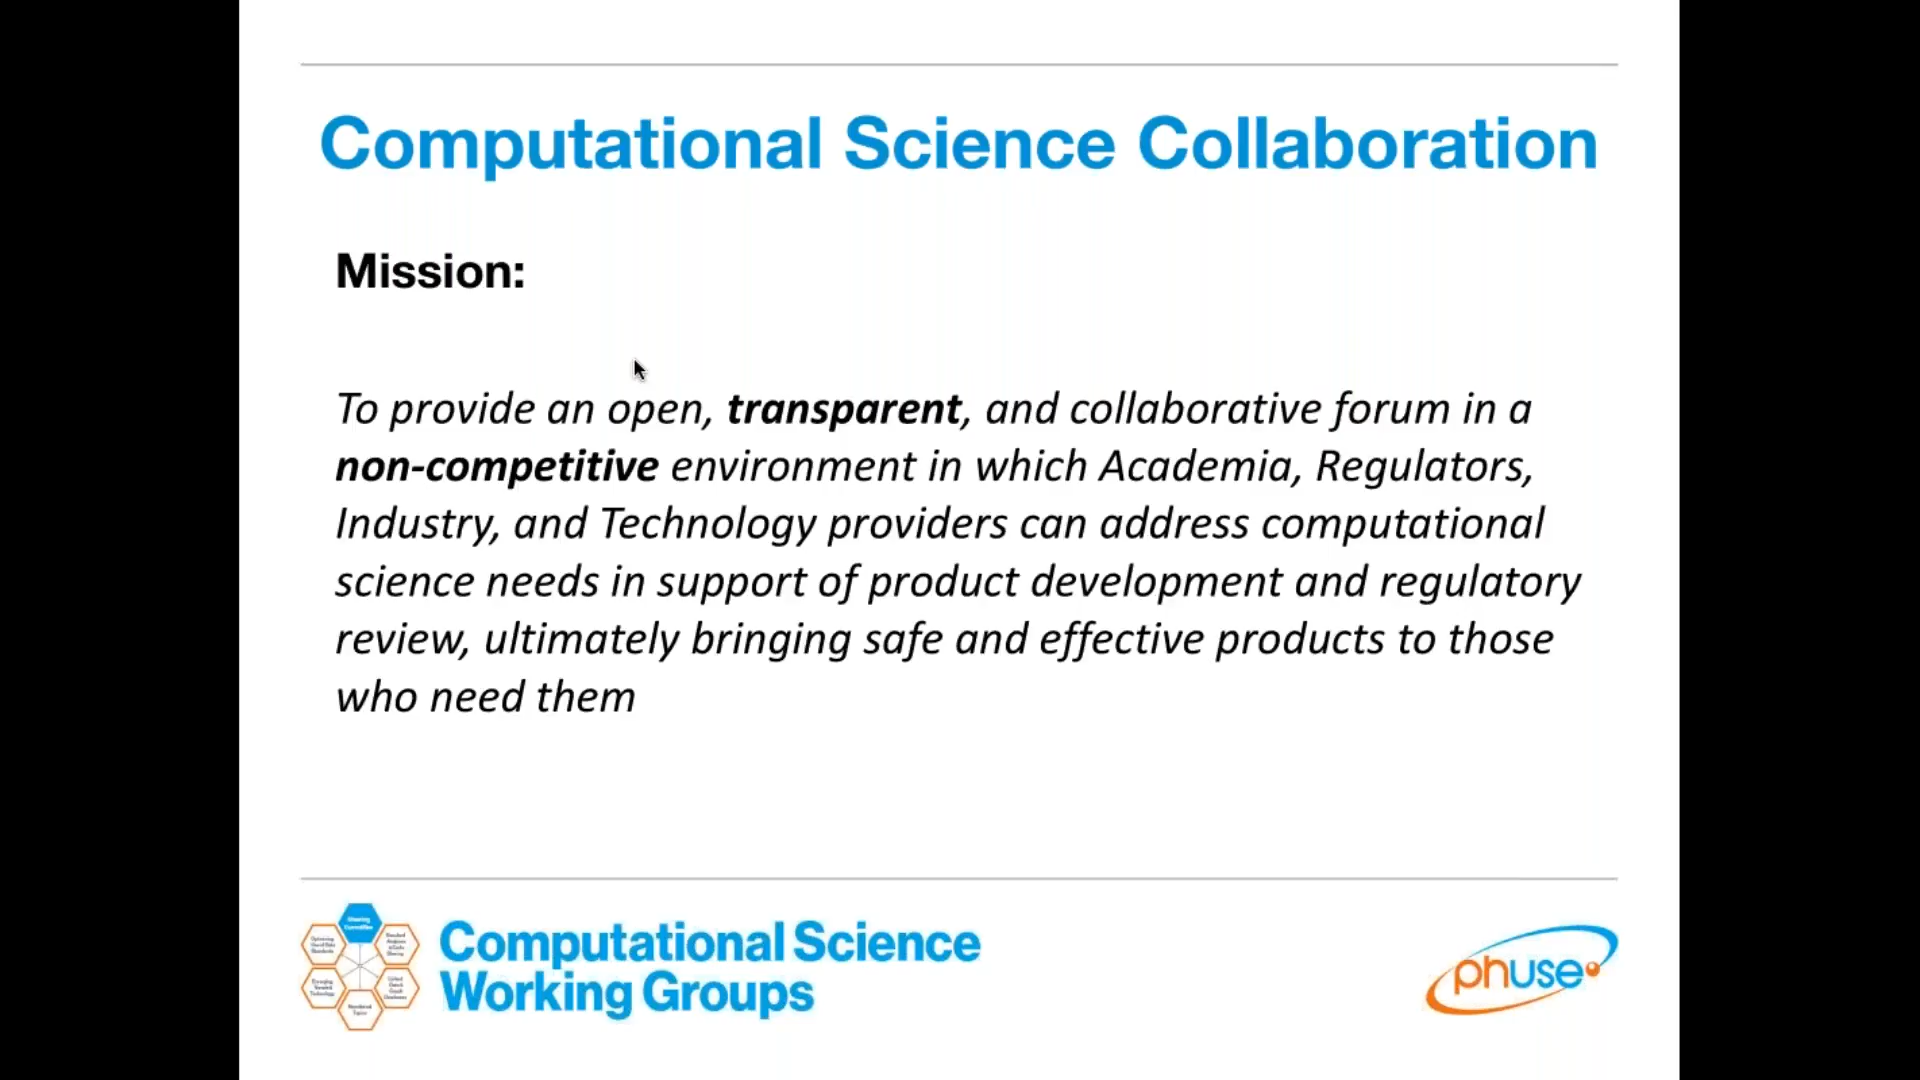 Computational Science Collaboration
Mission:
To provide an open, transparent, and collaborative forum in a
non-competitive environment in which Academia, Regulators,
Industry, and Technology providers can address computational
science needs in support of product development and regulatory
review, ultimately bringing safe and effective products to those
who need them
Computational Science
Working Groups
phuse